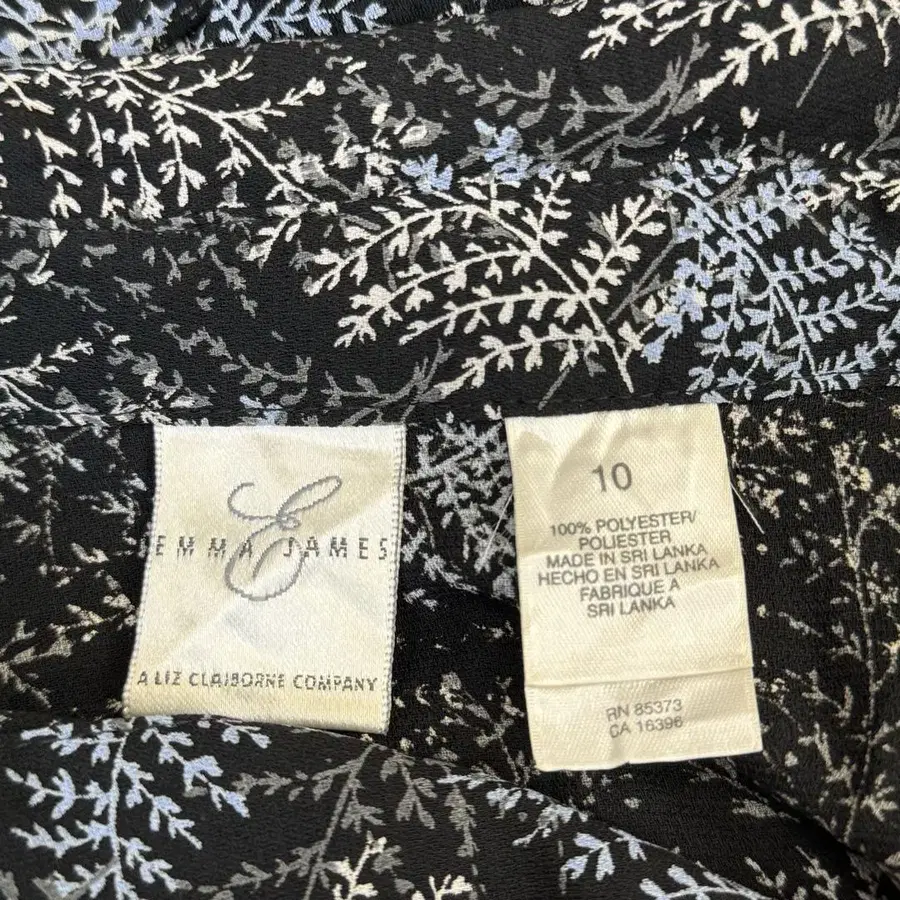 E
EMMA JAMES
A LIZ CLAIBORNE COMPANY
10
100% POLYESTER/
POLIESTER
MADE IN SRI LANKA
HECHO EN SRI LANKA
FABRIQUE A
SRI LANKA
RN 85373
CA 16396